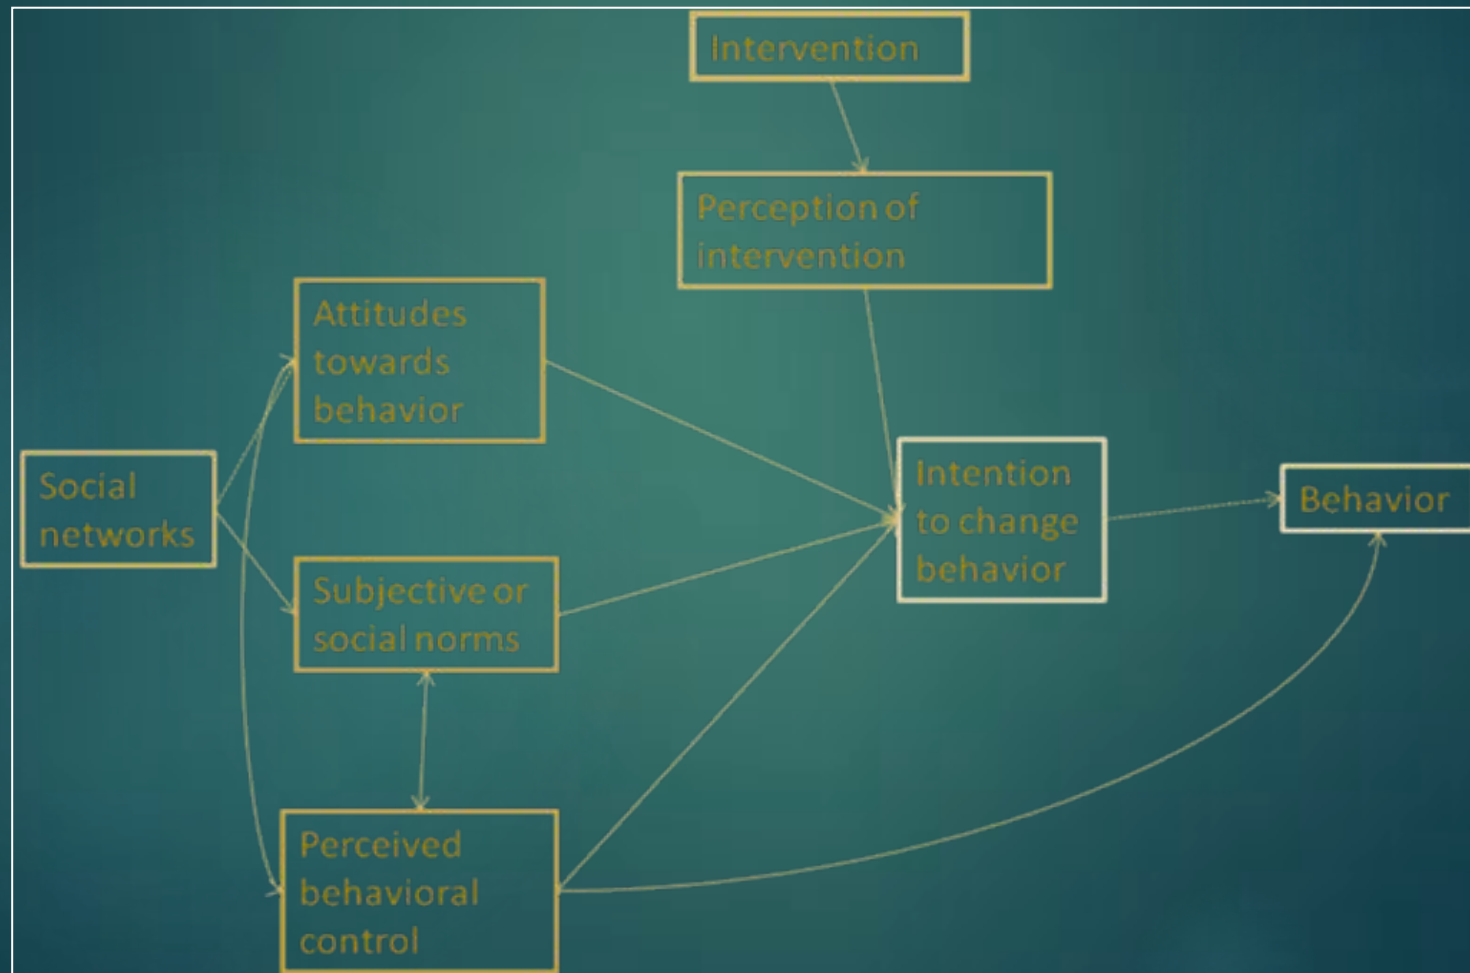 Intervention
Perception of
intervention
Attitudes
towards
behavior
Social
networks
Subjective or
social norms
Perceived
behavioral
control
Intention
to change
behavior
Behavior